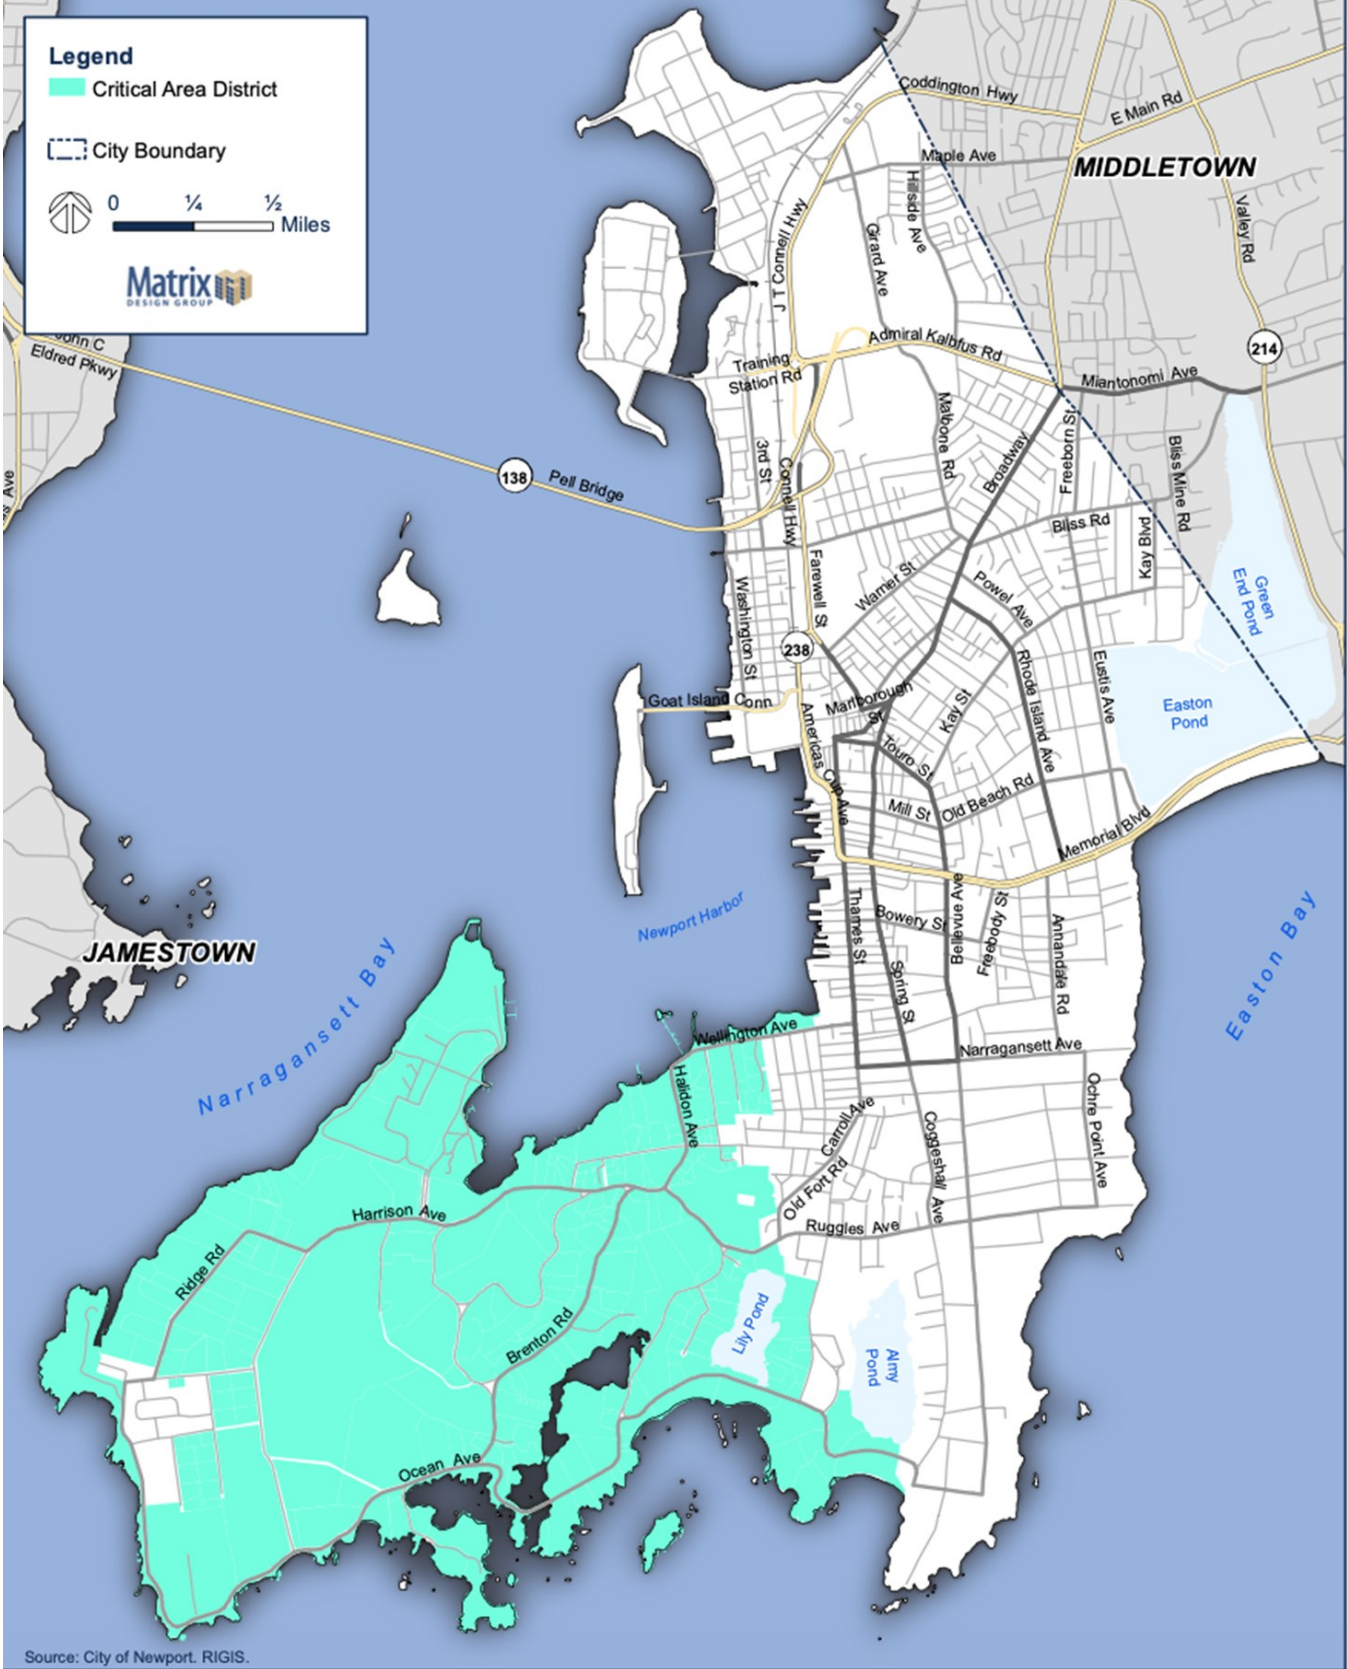 Legend
Critical Area District
City Boundary
0 ¼ ½
Miles
Matrix
DESIGN GROUP
Coddington Hwy
E Main Rd
Maple Ave
MIDDLETOWN
Hillside Ave
Valley Rd
Girard Ave
J T Connell Hwy
John C
Eldred Pkwy
Admiral Kalbfus Rd
214
Training
Station Rd
Miantonomi Ave
Malbone Rd
Broadway
Freeborn St
Bliss Mine Rd
3rd St
Connell Hwy
138
Pell Bridge
Bliss Rd
Kay Blvd
Farewell St
Warner St
Powel Ave
Washington St
Green
End Pond
238
Rhode Island Ave
Eustis Ave
Goat Island Conn
Marlborough
St
Kay St
Easton
Pond
Americas Cup Ave
Touro St
Mill St
Old Beach Rd
Memorial Blvd
Newport Harbor
Thames St
Bowery St
Bellevue Ave
Freebody St
Annandale Rd
Easton Bay
JAMESTOWN
Narragansett Bay
Spring St
Wellington Ave
Narragansett Ave
Halidon Ave
Carroll Ave
Coggeshall Ave
Ochre Point Ave
Old Fort Rd
Harrison Ave
Ruggles Ave
Ridge Rd
Brenton Rd
Lily Pond
Almy
Pond
Ocean Ave
Source: City of Newport. RIGIS.